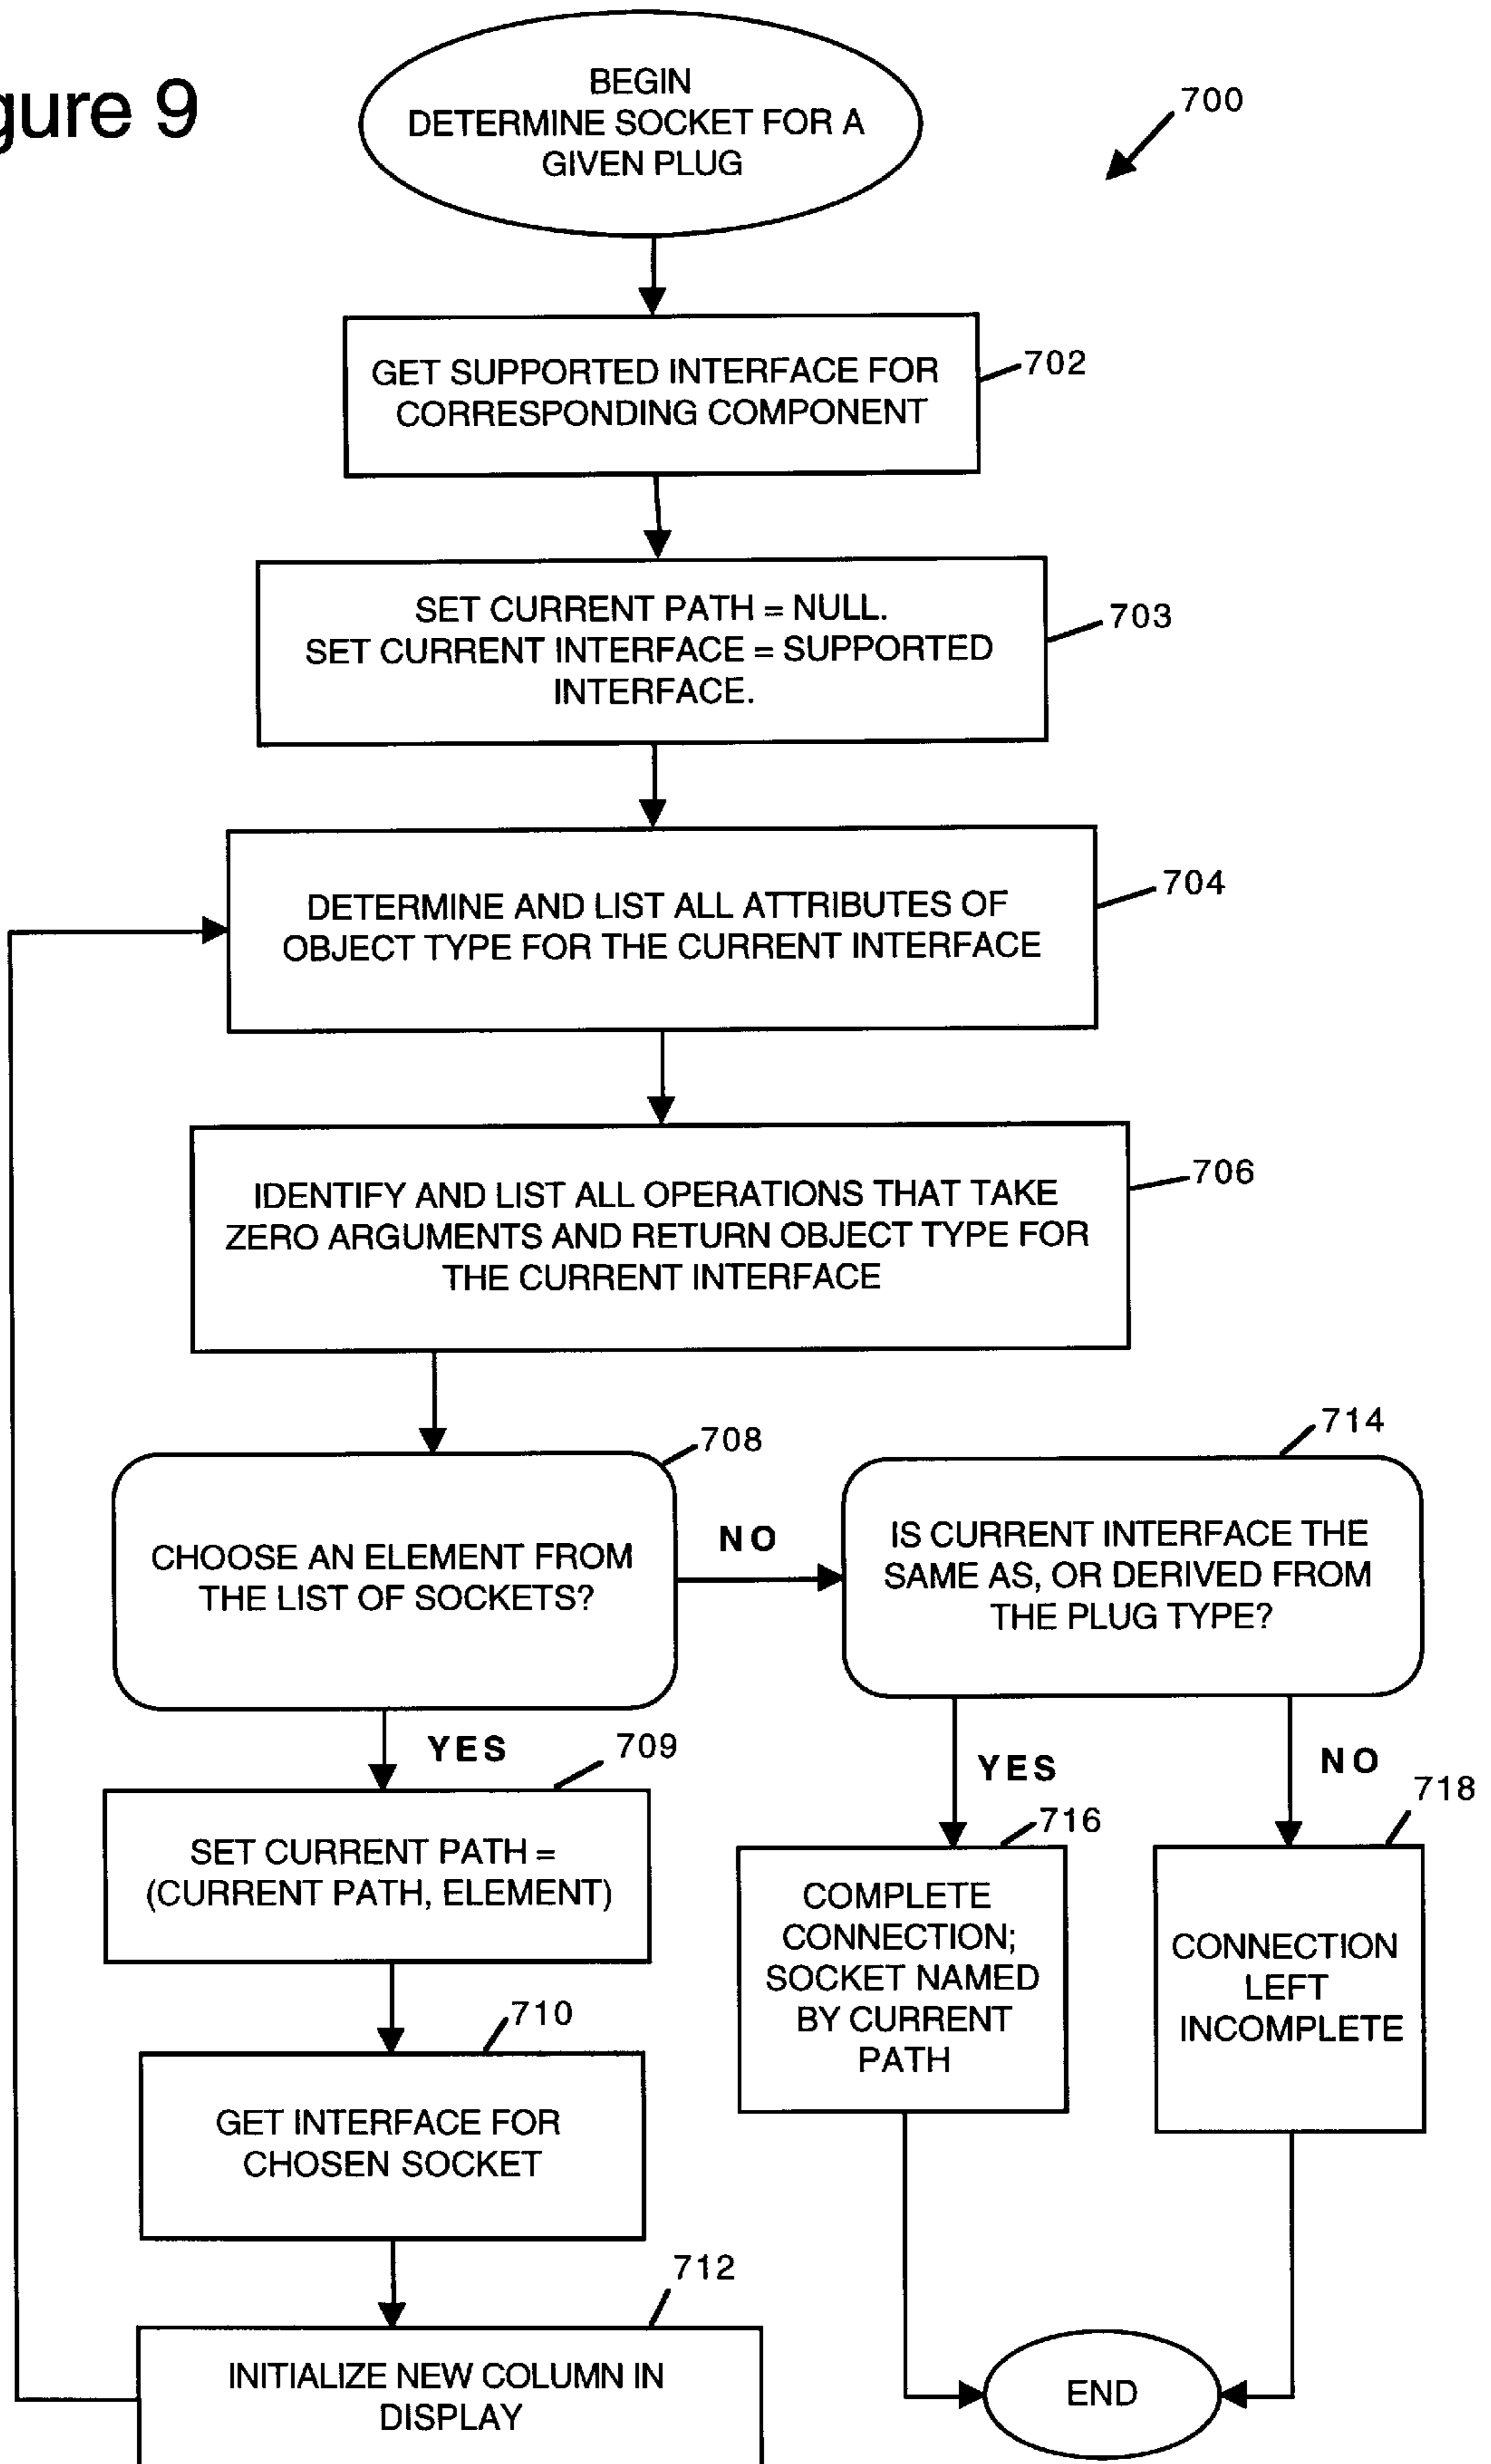 gure 9
BEGIN
DETERMINE SOCKET FOR A
GIVEN PLUG
700
GET SUPPORTED INTERFACE FOR
CORRESPONDING COMPONENT
702
SET CURRENT PATH = NULL.
SET CURRENT INTERFACE = SUPPORTED
INTERFACE.
703
DETERMINE AND LIST ALL ATTRIBUTES OF
OBJECT TYPE FOR THE CURRENT INTERFACE
704
IDENTIFY AND LIST ALL OPERATIONS THAT TAKE
ZERO ARGUMENTS AND RETURN OBJECT TYPE FOR
THE CURRENT INTERFACE
706
CHOOSE AN ELEMENT FROM
THE LIST OF SOCKETS?
708
NO
IS CURRENT INTERFACE THE
SAME AS, OR DERIVED FROM
THE PLUG TYPE?
714
YES
709
SET CURRENT PATH =
(CURRENT PATH, ELEMENT)
YES
716
COMPLETE
CONNECTION;
SOCKET NAMED
BY CURRENT
PATH
NO
718
CONNECTION
LEFT
INCOMPLETE
710
GET INTERFACE FOR
CHOSEN SOCKET
712
INITIALIZE NEW COLUMN IN
DISPLAY
END